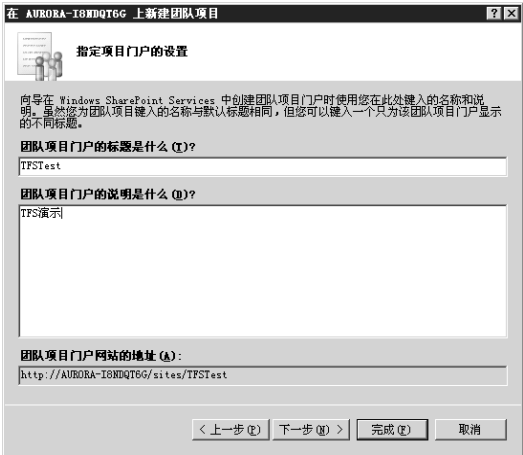 在 AURORA-I8NDQT6G 上新建团队项目
指定项目门户的设置
向导在 Windows SharePoint Services 中创建团队项目门户时使用您在此处键入的名称和说
明。虽然您为团队项目键入的名称与默认标题相同，但您可以键入一个只为该团队项目门户显示
的不同标题。
团队项目门户的标题是什么(T)?
TFSTest
团队项目门户的说明是什么(D)?
TFS演示
团队项目门户网站的地址(A):
http://AURORA-I8NDQT6G/sites/TFSTest
< 上一步(P) 下一步(N) > 完成(F) 取消